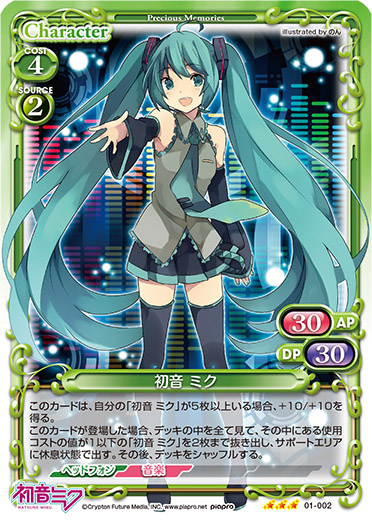 Precious Memories
Character
illustrated by のん
COST
4
SOURCE
2
30 AP
DP 30
初音 ミク
このカードは、自分の「初音 ミク」が5枚以上いる場合、+10/+10を
得る。
このカードが登場した場合、デッキの中を全て見て、その中にある使用
コストの値が1以下の「初音 ミク」を2枚まで抜き出し、サポートエリア
に休息状態で出す。その後、デッキをシャッフルする。
ヘッドフォン
音楽
初音ミク
HATSUNE MIKU
©Crypton Future Media, INC. www.piapro.net piapro
01-002